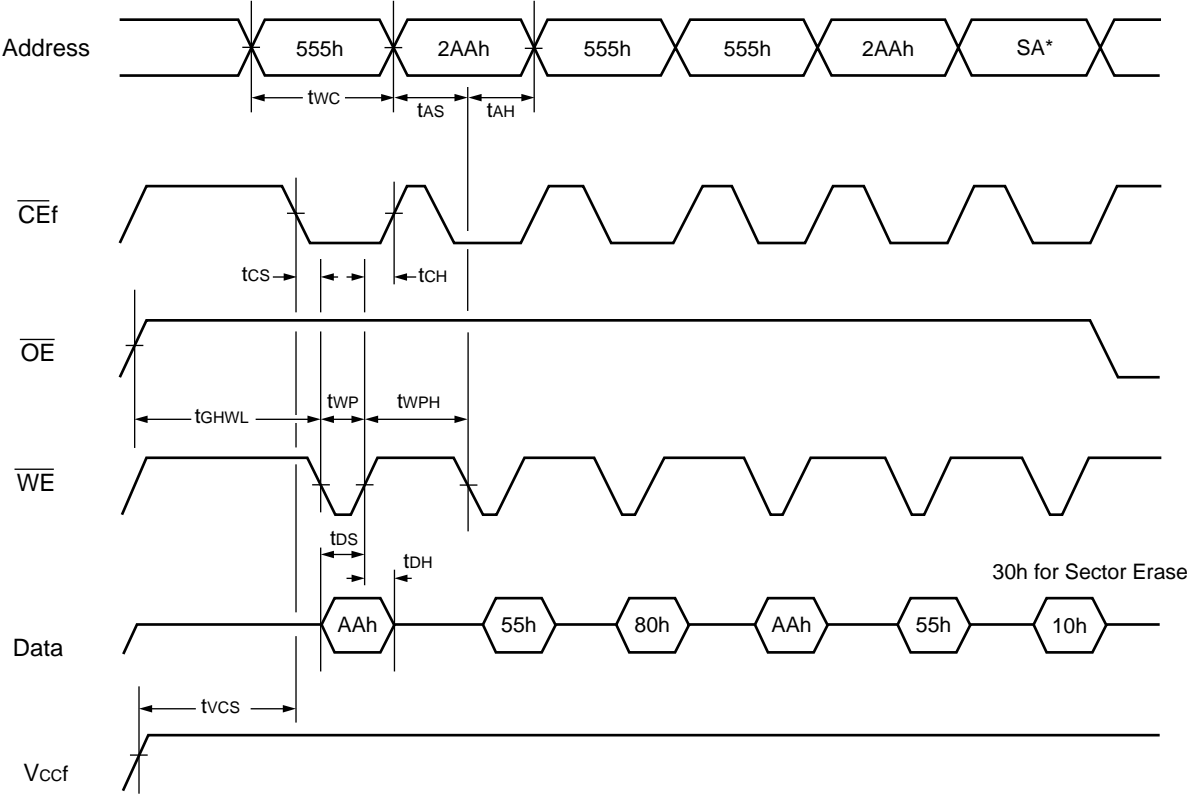 Address 555h 2AAh 555h 555h 2AAh SA*
tWC tAS tAH
CEf
tCS tCH
OE
tGHWL tWP tWPH
WE
tDS
tDH
30h for Sector Erase
Data AAh 55h 80h AAh 55h 10h
tVCS
VCCf